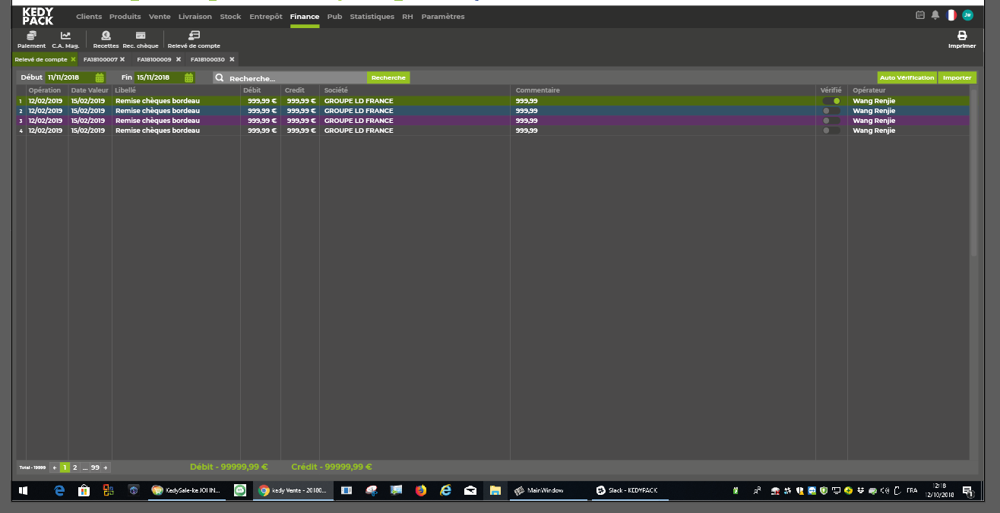 KEDY PACK
Clients Produits Vente Livraison Stock Entrepôt Finance Pub Statistiques RH Paramètres
Paiement C.A. Mag. Recettes Rec. chèque Relevé de compte Imprimer
Relevé de compte × FA18100007 × FA18100009 × FA18100030 ×
Début 11/11/2018 Fin 15/11/2018 Recherche... Recherche Auto Vérification Importer
Opération Date Valeur Libellé Débit Credit Société Commentaire Vérifié Opérateur
1 12/02/2019 15/02/2019 Remise chèques bordeau 999,99 € 999,99 € GROUPE LD FRANCE 999,99 Wang Renjie
2 12/02/2019 15/02/2019 Remise chèques bordeau 999,99 € 999,99 € GROUPE LD FRANCE 999,99 Wang Renjie
3 12/02/2019 15/02/2019 Remise chèques bordeau 999,99 € 999,99 € GROUPE LD FRANCE 999,99 Wang Renjie
4 12/02/2019 15/02/2019 Remise chèques bordeau 999,99 € 999,99 € GROUPE LD FRANCE 999,99 Wang Renjie
Total - 19999 1 2 ... 99 Débit - 99999,99 € Crédit - 99999,99 €
kedy Vente - 20180... MainWindow Slack - KEDYPACK FRA 12:18
12/10/2018